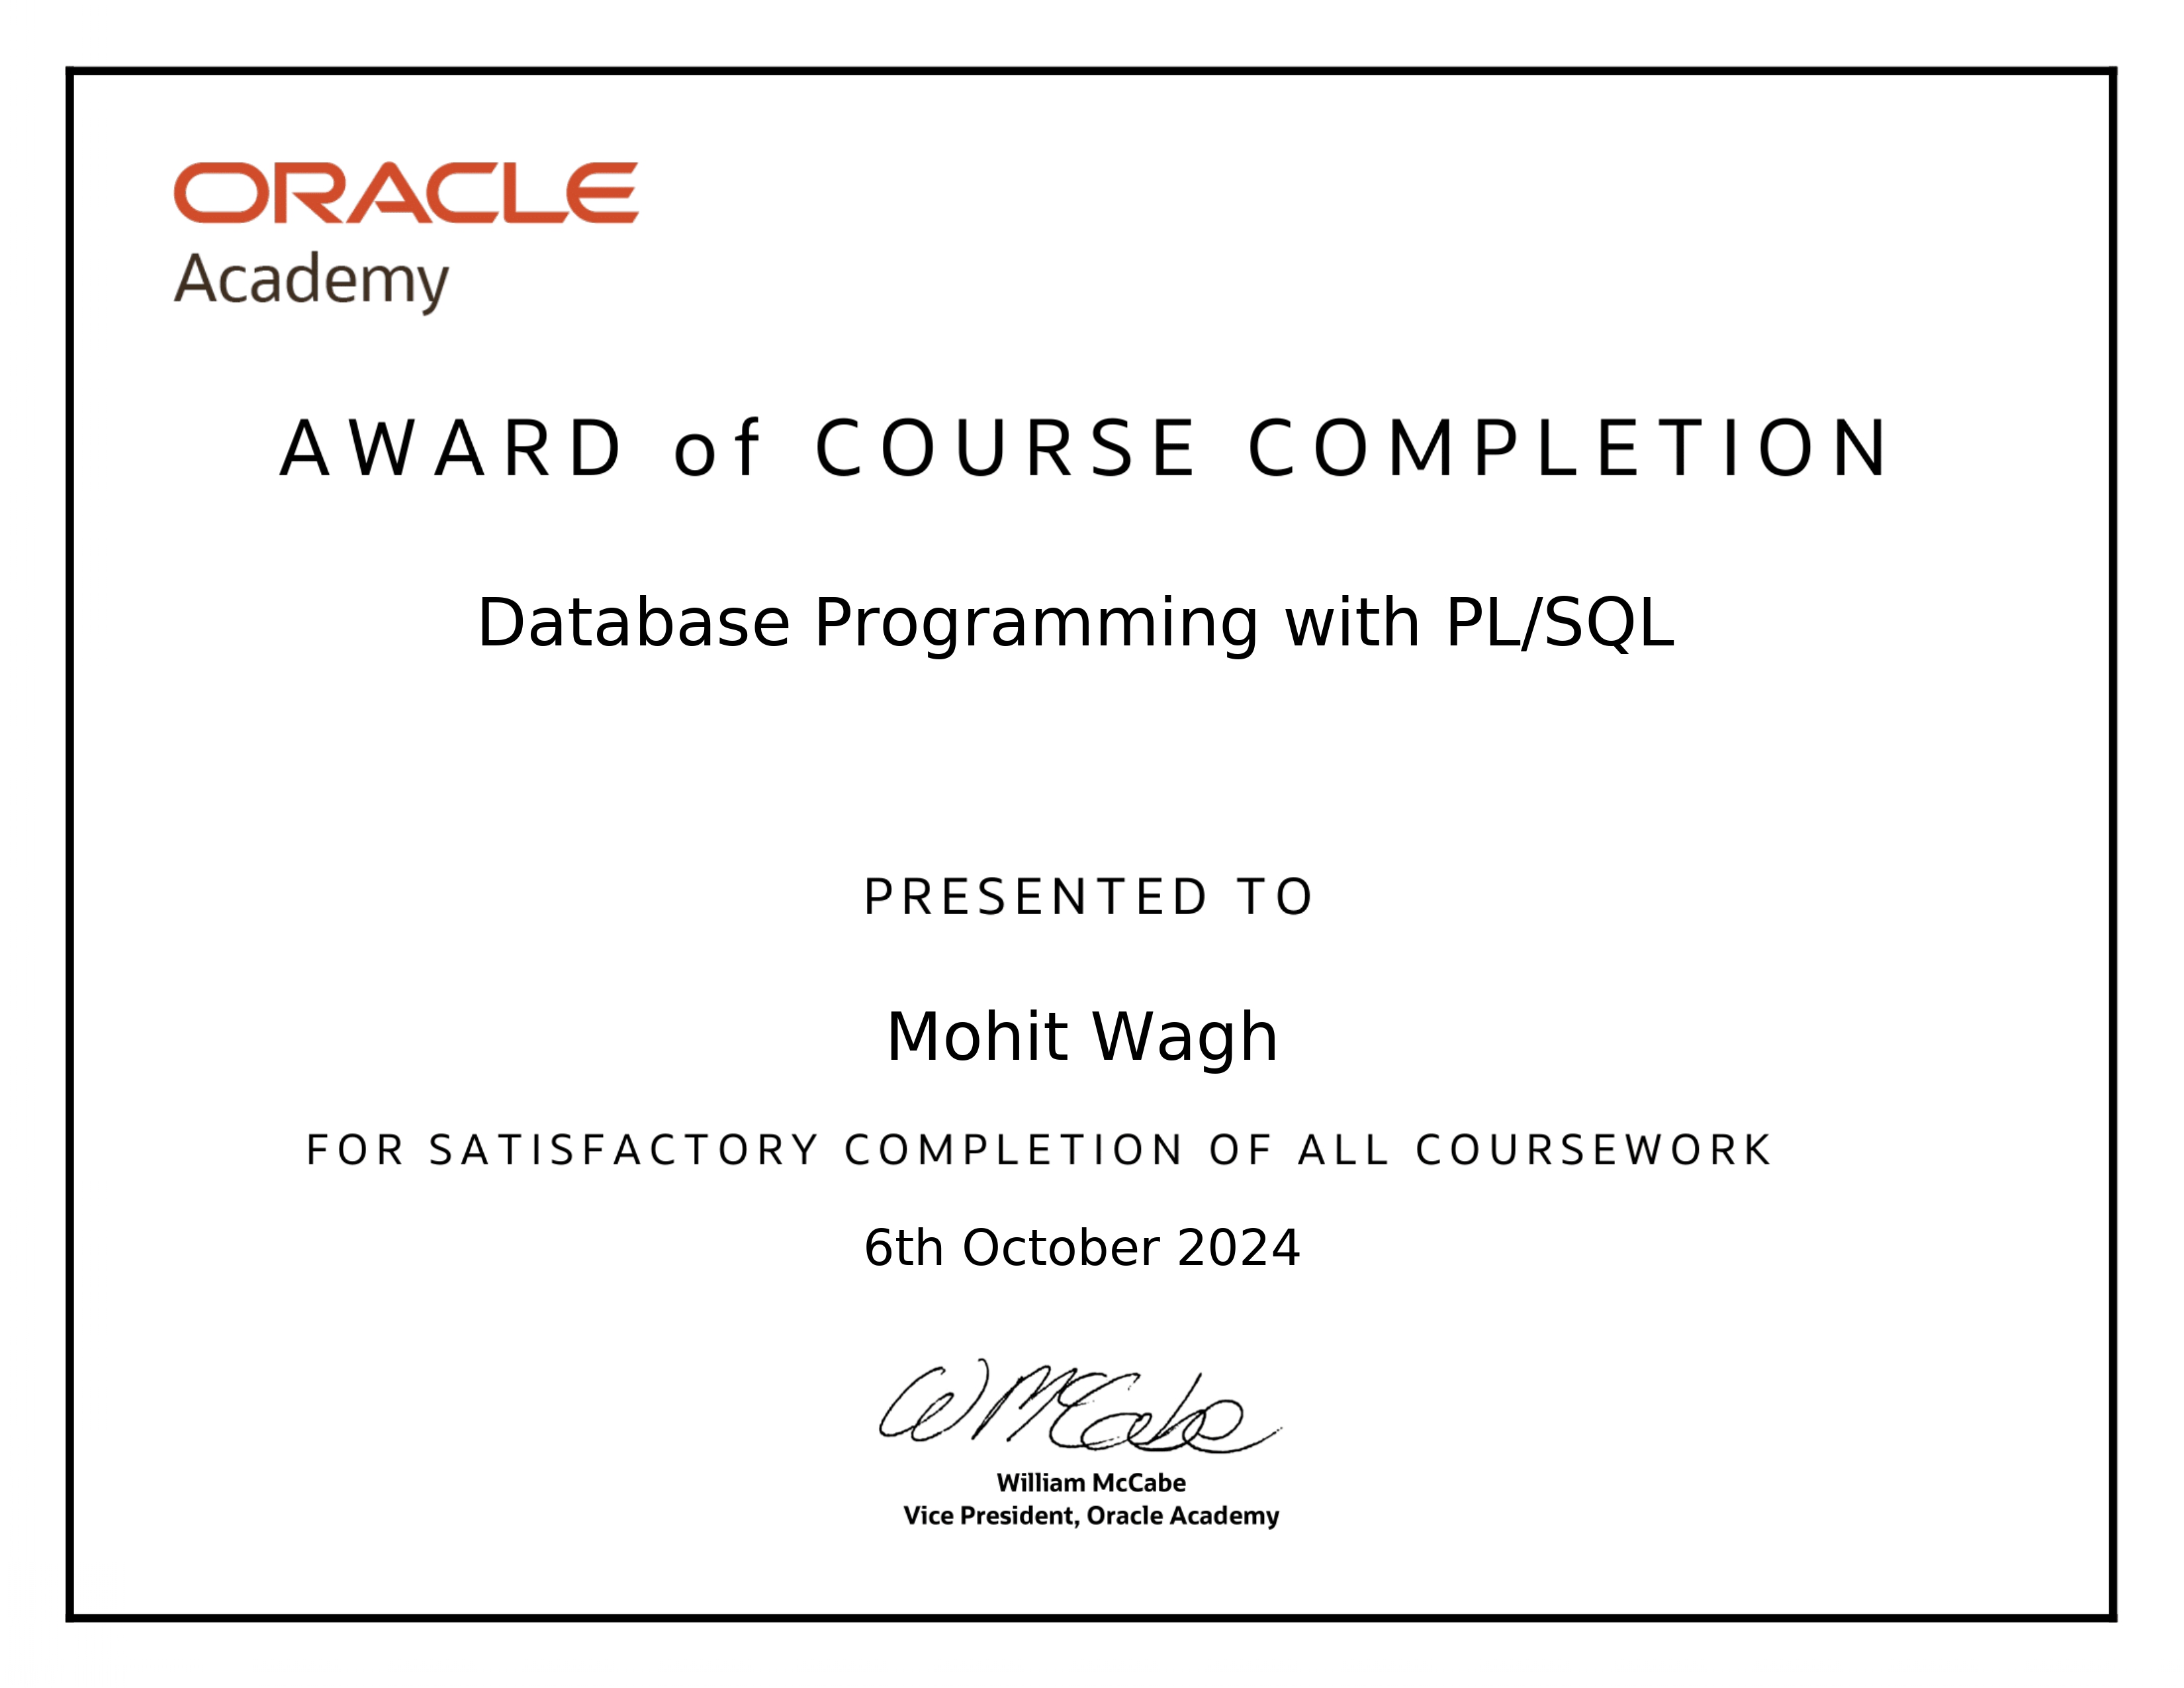 ORACLE
Academy
AWARD of COURSE COMPLETION
Database Programming with PL/SQL
PRESENTED TO
Mohit Wagh
FOR SATISFACTORY COMPLETION OF ALL COURSEWORK
6th October 2024
W McCabe
William McCabe
Vice President, Oracle Academy